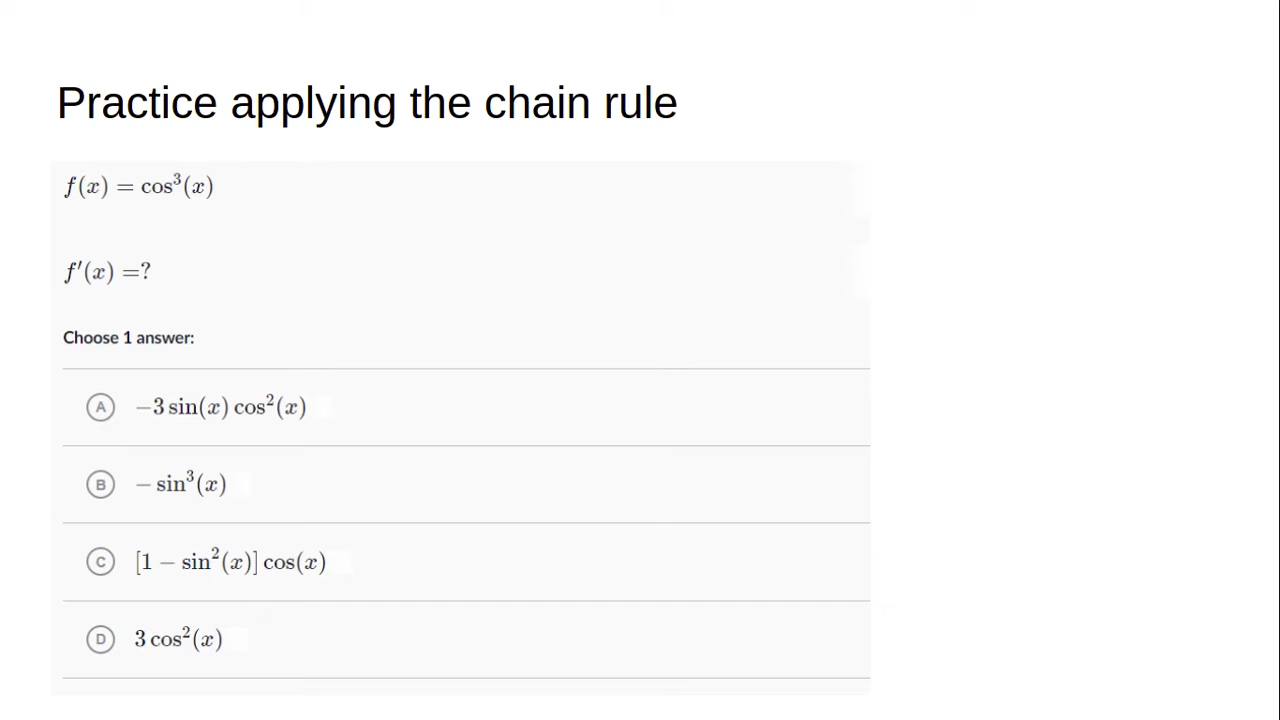 Practice applying the chain rule
f(x) = cos³(x)
f′(x) =?
Choose 1 answer:
A −3 sin(x) cos²(x)
B − sin³(x)
C [1 − sin²(x)] cos(x)
D 3 cos²(x)